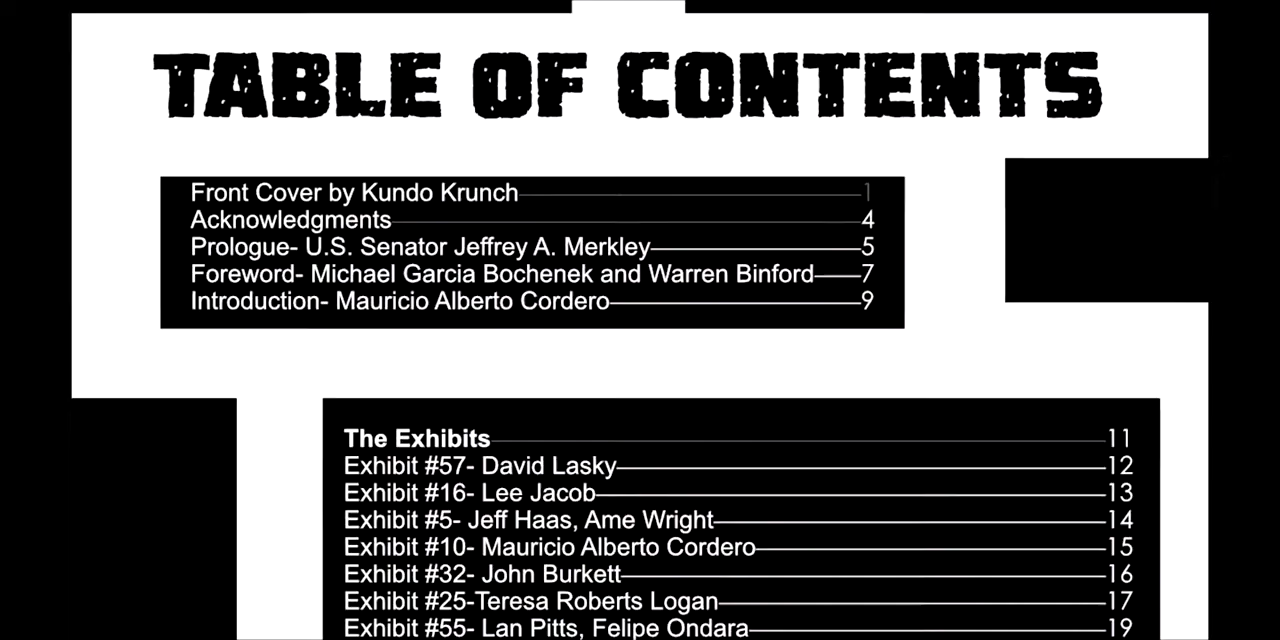 TABLE OF CONTENTS
Front Cover by Kundo Krunch 1
Acknowledgments 4
Prologue- U.S. Senator Jeffrey A. Merkley 5
Foreword- Michael Garcia Bochenek and Warren Binford 7
Introduction- Mauricio Alberto Cordero 9
The Exhibits 11
Exhibit #57- David Lasky 12
Exhibit #16- Lee Jacob 13
Exhibit #5- Jeff Haas, Ame Wright 14
Exhibit #10- Mauricio Alberto Cordero 15
Exhibit #32- John Burkett 16
Exhibit #25-Teresa Roberts Logan 17
Exhibit #55- Lan Pitts, Felipe Ondara 19